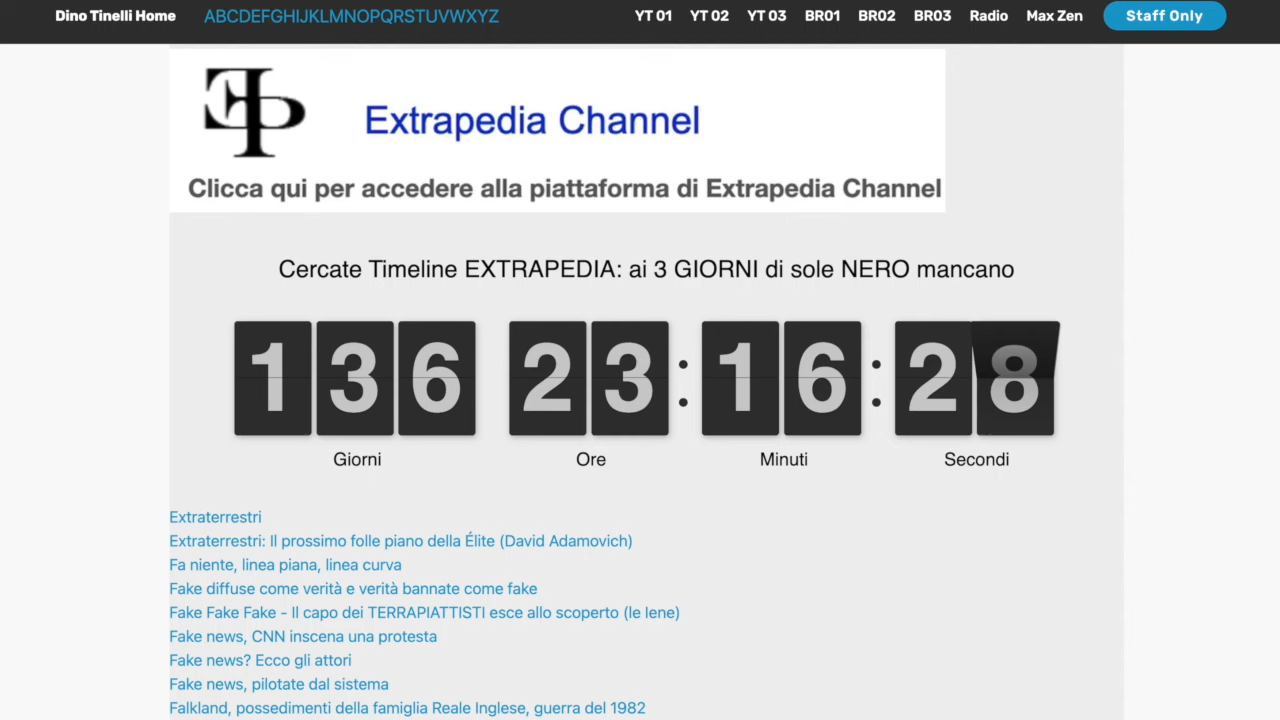 Dino Tinelli Home ABCDEFGHIJKLMNOPQRSTUVWXYZ YT 01 YT 02 YT 03 BR01 BR02 BR03 Radio Max Zen Staff Only
Extrapedia Channel
Clicca qui per accedere alla piattaforma di Extrapedia Channel
Cercate Timeline EXTRAPEDIA: ai 3 GIORNI di sole NERO mancano
136 23:16:28
Giorni Ore Minuti Secondi
Extraterrestri
Extraterrestri: Il prossimo folle piano della Élite (David Adamovich)
Fa niente, linea piana, linea curva
Fake diffuse come verità e verità bannate come fake
Fake Fake Fake - Il capo dei TERRAPIATTISTI esce allo scoperto (le Iene)
Fake news, CNN inscena una protesta
Fake news? Ecco gli attori
Fake news, pilotate dal sistema
Falkland, possedimenti della famiglia Reale Inglese, guerra del 1982